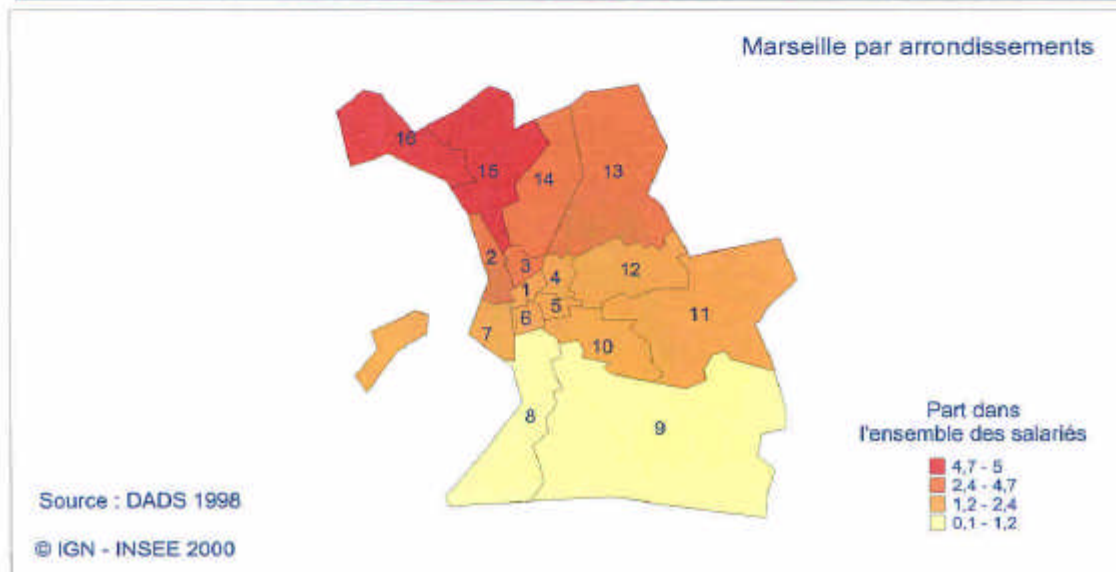 Marseille par arrondissements
16
15
14
13
2
3
4
12
1
5
11
7
6
10
8
9
Part dans
l'ensemble des salariés
4,7 - 5
2,4 - 4,7
1,2 - 2,4
0,1 - 1,2
Source : DADS 1998
© IGN - INSEE 2000